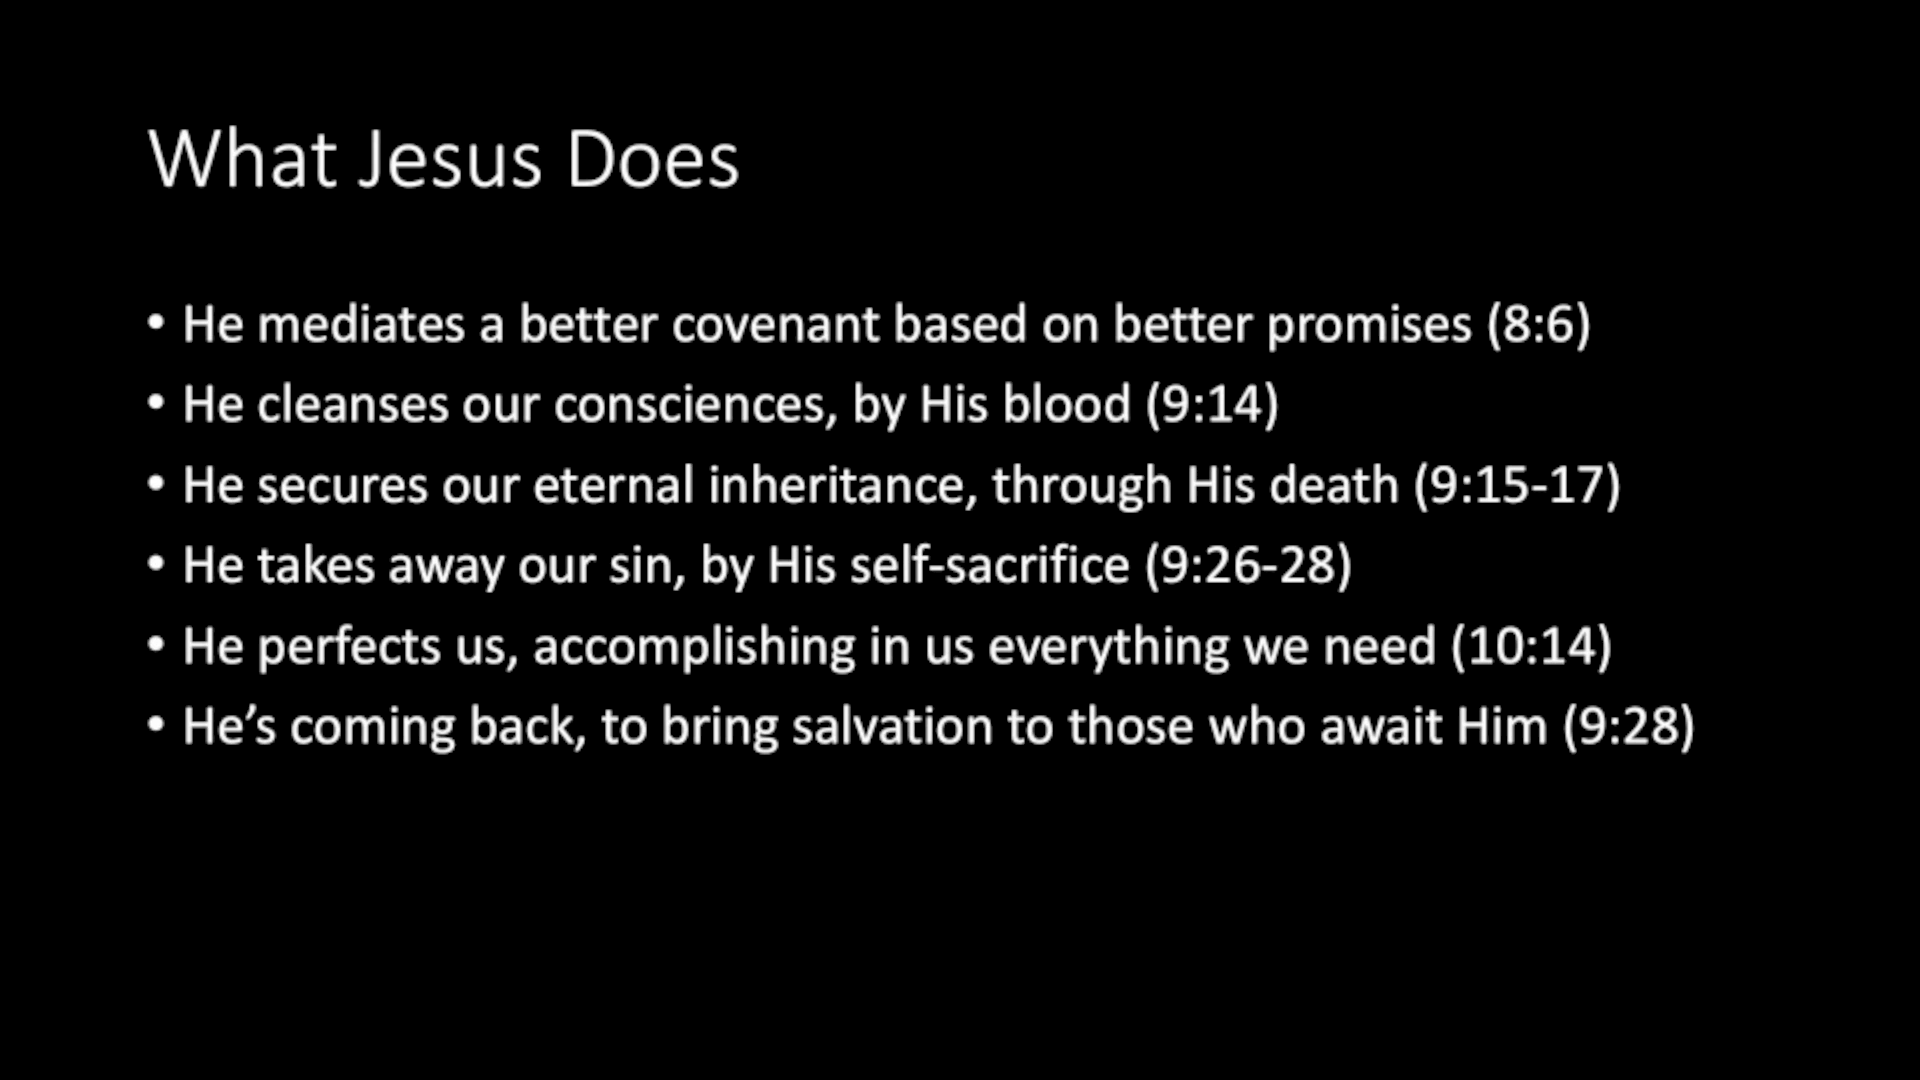 What Jesus Does
• He mediates a better covenant based on better promises (8:6)
• He cleanses our consciences, by His blood (9:14)
• He secures our eternal inheritance, through His death (9:15-17)
• He takes away our sin, by His self-sacrifice (9:26-28)
• He perfects us, accomplishing in us everything we need (10:14)
• He’s coming back, to bring salvation to those who await Him (9:28)